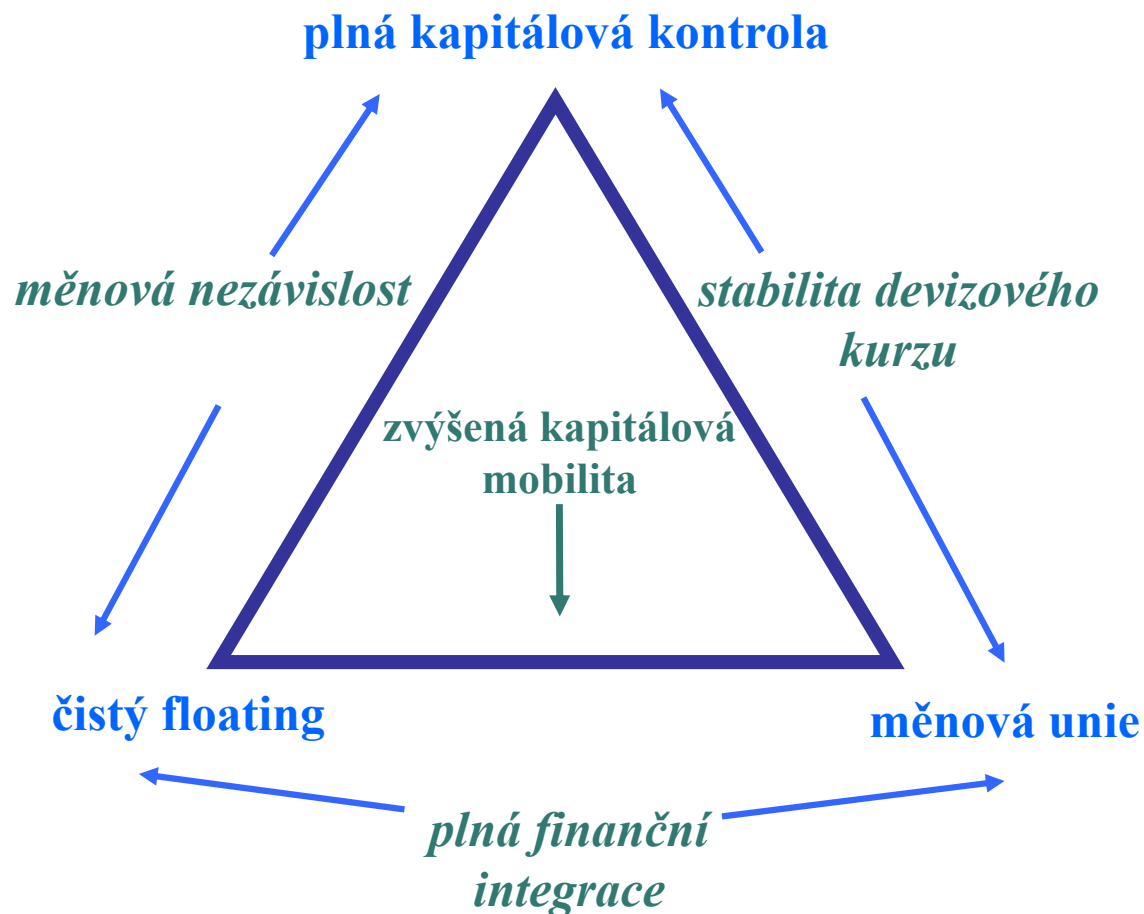 plná kapitálová kontrola
měnová nezávislost
stabilita devizového
kurzu
zvýšená kapitálová
mobilita
čistý floating
měnová unie
plná finanční
integrace